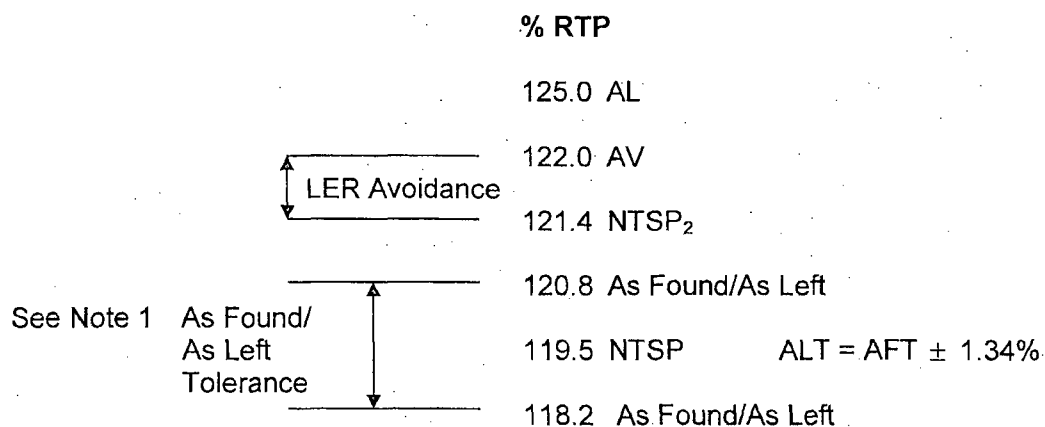 % RTP
125.0 AL
122.0 AV
LER Avoidance
121.4 NTSP₂
120.8 As Found/As Left
See Note 1 As Found/
As Left
Tolerance
119.5 NTSP ALT = AFT ± 1.34%
118.2 As Found/As Left